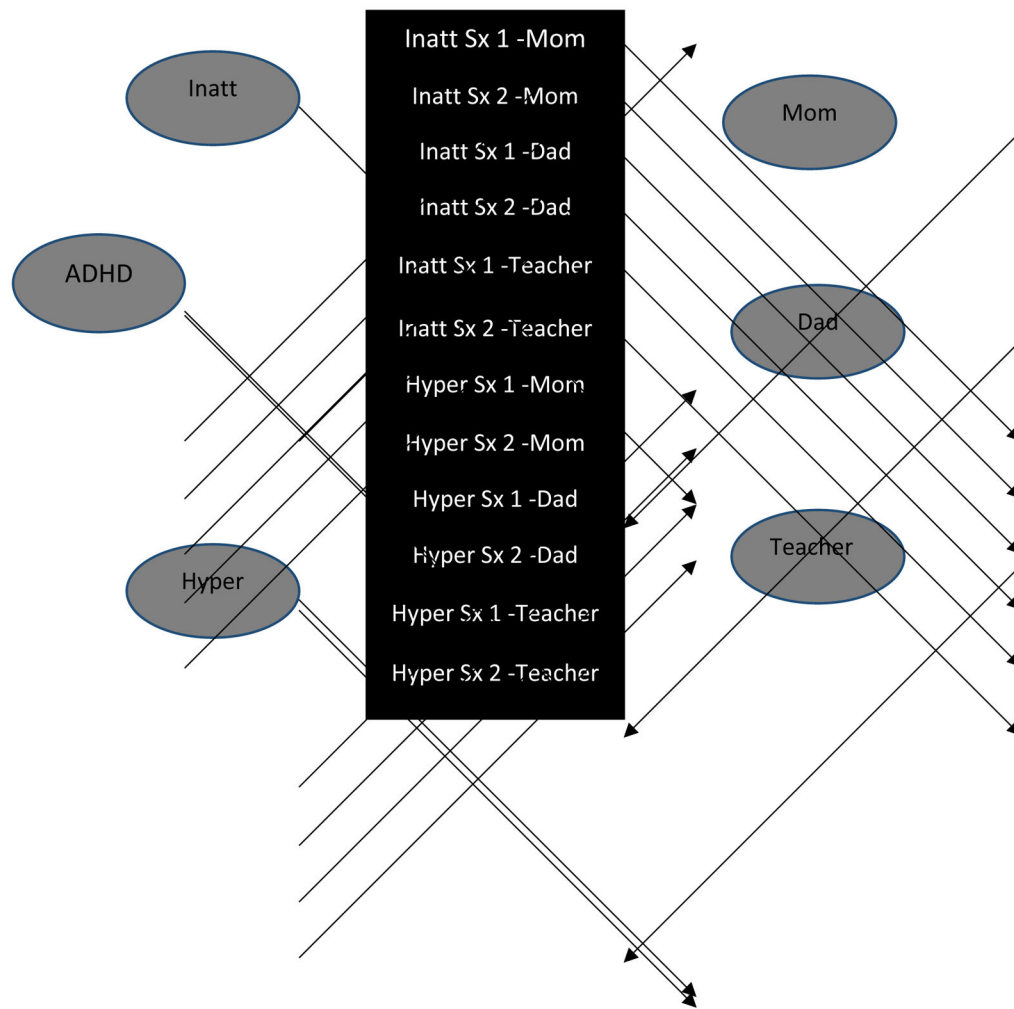 Inatt
ADHD
Hyper
Inatt Sx 1 -Mom
Inatt Sx 2 -Mom
Inatt Sx 1 -Dad
Inatt Sx 2 -Dad
Inatt Sx 1 -Teacher
Inatt Sx 2 -Teacher
Hyper Sx 1 -Mom
Hyper Sx 2 -Mom
Hyper Sx 1 -Dad
Hyper Sx 2 -Dad
Hyper Sx 1 -Teacher
Hyper Sx 2 -Teacher
Mom
Dad
Teacher